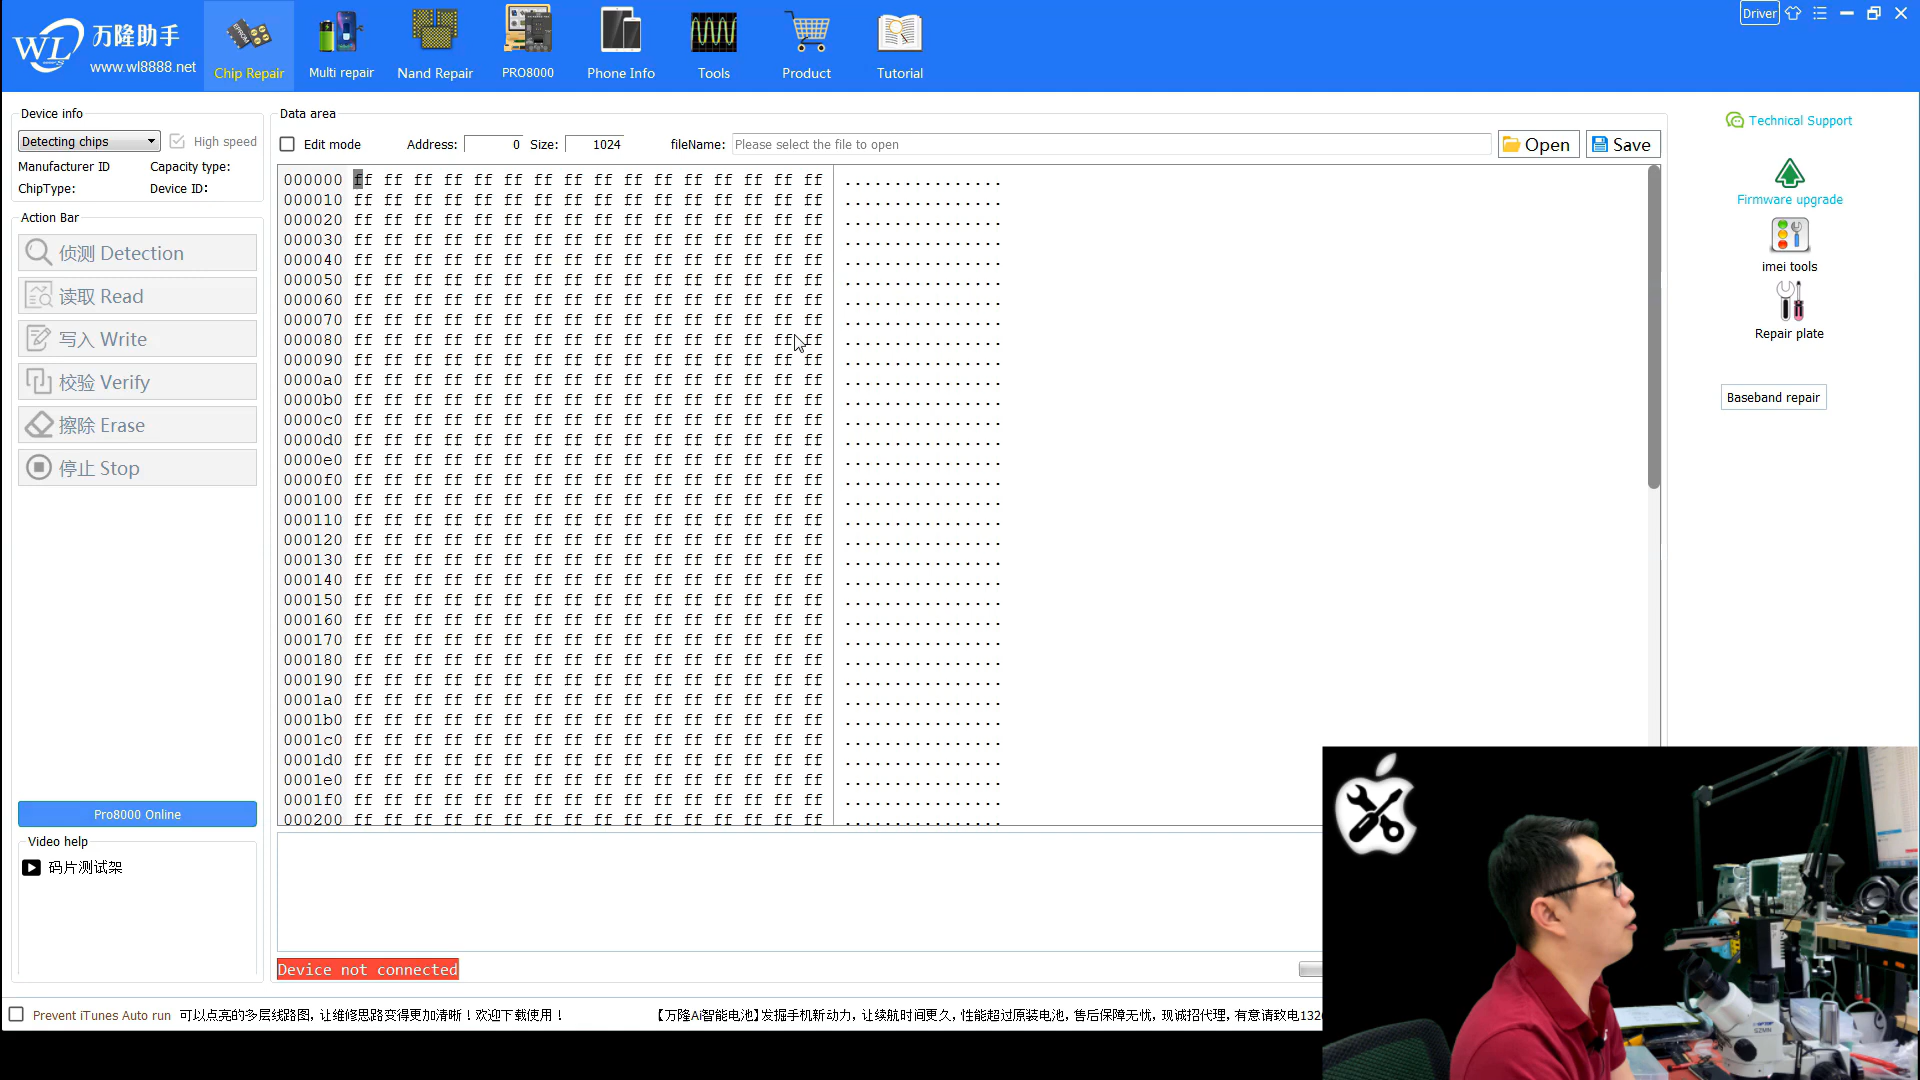 WL 万隆助手
www.wl8888.net
Chip Repair
Multi repair
Nand Repair
PRO8000
Phone Info
Tools
Product
Tutorial
Driver
Device info
Detecting chips
High speed
Manufacturer ID Capacity type:
ChipType: Device ID:
Action Bar
侦测 Detection
读取 Read
写入 Write
校验 Verify
擦除 Erase
停止 Stop
Pro8000 Online
Video help
码片测试架
Data area
Edit mode Address: 0 Size: 1024 fileName: Please select the file to open Open Save
000000 ff ff ff ff ff ff ff ff ff ff ff ff ff ff ff ff ................
000010 ff ff ff ff ff ff ff ff ff ff ff ff ff ff ff ff ................
000020 ff ff ff ff ff ff ff ff ff ff ff ff ff ff ff ff ................
000030 ff ff ff ff ff ff ff ff ff ff ff ff ff ff ff ff ................
000040 ff ff ff ff ff ff ff ff ff ff ff ff ff ff ff ff ................
000050 ff ff ff ff ff ff ff ff ff ff ff ff ff ff ff ff ................
000060 ff ff ff ff ff ff ff ff ff ff ff ff ff ff ff ff ................
000070 ff ff ff ff ff ff ff ff ff ff ff ff ff ff ff ff ................
000080 ff ff ff ff ff ff ff ff ff ff ff ff ff ff ff ff ................
000090 ff ff ff ff ff ff ff ff ff ff ff ff ff ff ff ff ................
0000a0 ff ff ff ff ff ff ff ff ff ff ff ff ff ff ff ff ................
0000b0 ff ff ff ff ff ff ff ff ff ff ff ff ff ff ff ff ................
0000c0 ff ff ff ff ff ff ff ff ff ff ff ff ff ff ff ff ................
0000d0 ff ff ff ff ff ff ff ff ff ff ff ff ff ff ff ff ................
0000e0 ff ff ff ff ff ff ff ff ff ff ff ff ff ff ff ff ................
0000f0 ff ff ff ff ff ff ff ff ff ff ff ff ff ff ff ff ................
000100 ff ff ff ff ff ff ff ff ff ff ff ff ff ff ff ff ................
000110 ff ff ff ff ff ff ff ff ff ff ff ff ff ff ff ff ................
000120 ff ff ff ff ff ff ff ff ff ff ff ff ff ff ff ff ................
000130 ff ff ff ff ff ff ff ff ff ff ff ff ff ff ff ff ................
000140 ff ff ff ff ff ff ff ff ff ff ff ff ff ff ff ff ................
000150 ff ff ff ff ff ff ff ff ff ff ff ff ff ff ff ff ................
000160 ff ff ff ff ff ff ff ff ff ff ff ff ff ff ff ff ................
000170 ff ff ff ff ff ff ff ff ff ff ff ff ff ff ff ff ................
000180 ff ff ff ff ff ff ff ff ff ff ff ff ff ff ff ff ................
000190 ff ff ff ff ff ff ff ff ff ff ff ff ff ff ff ff ................
0001a0 ff ff ff ff ff ff ff ff ff ff ff ff ff ff ff ff ................
0001b0 ff ff ff ff ff ff ff ff ff ff ff ff ff ff ff ff ................
0001c0 ff ff ff ff ff ff ff ff ff ff ff ff ff ff ff ff ................
0001d0 ff ff ff ff ff ff ff ff ff ff ff ff ff ff ff ff ................
0001e0 ff ff ff ff ff ff ff ff ff ff ff ff ff ff ff ff ................
0001f0 ff ff ff ff ff ff ff ff ff ff ff ff ff ff ff ff ................
000200 ff ff ff ff ff ff ff ff ff ff ff ff ff ff ff ff ................
Device not connected
Technical Support
Firmware upgrade
imei tools
Repair plate
Baseband repair
Prevent iTunes Auto run 可以点亮的多层线路图，让维修思路变得更加清晰！欢迎下载使用！ 【万隆Ai智能电池】发掘手机新动力，让续航时间更久，性能超过原装电池，售后保障无忧，现诚招代理，有意请致电132